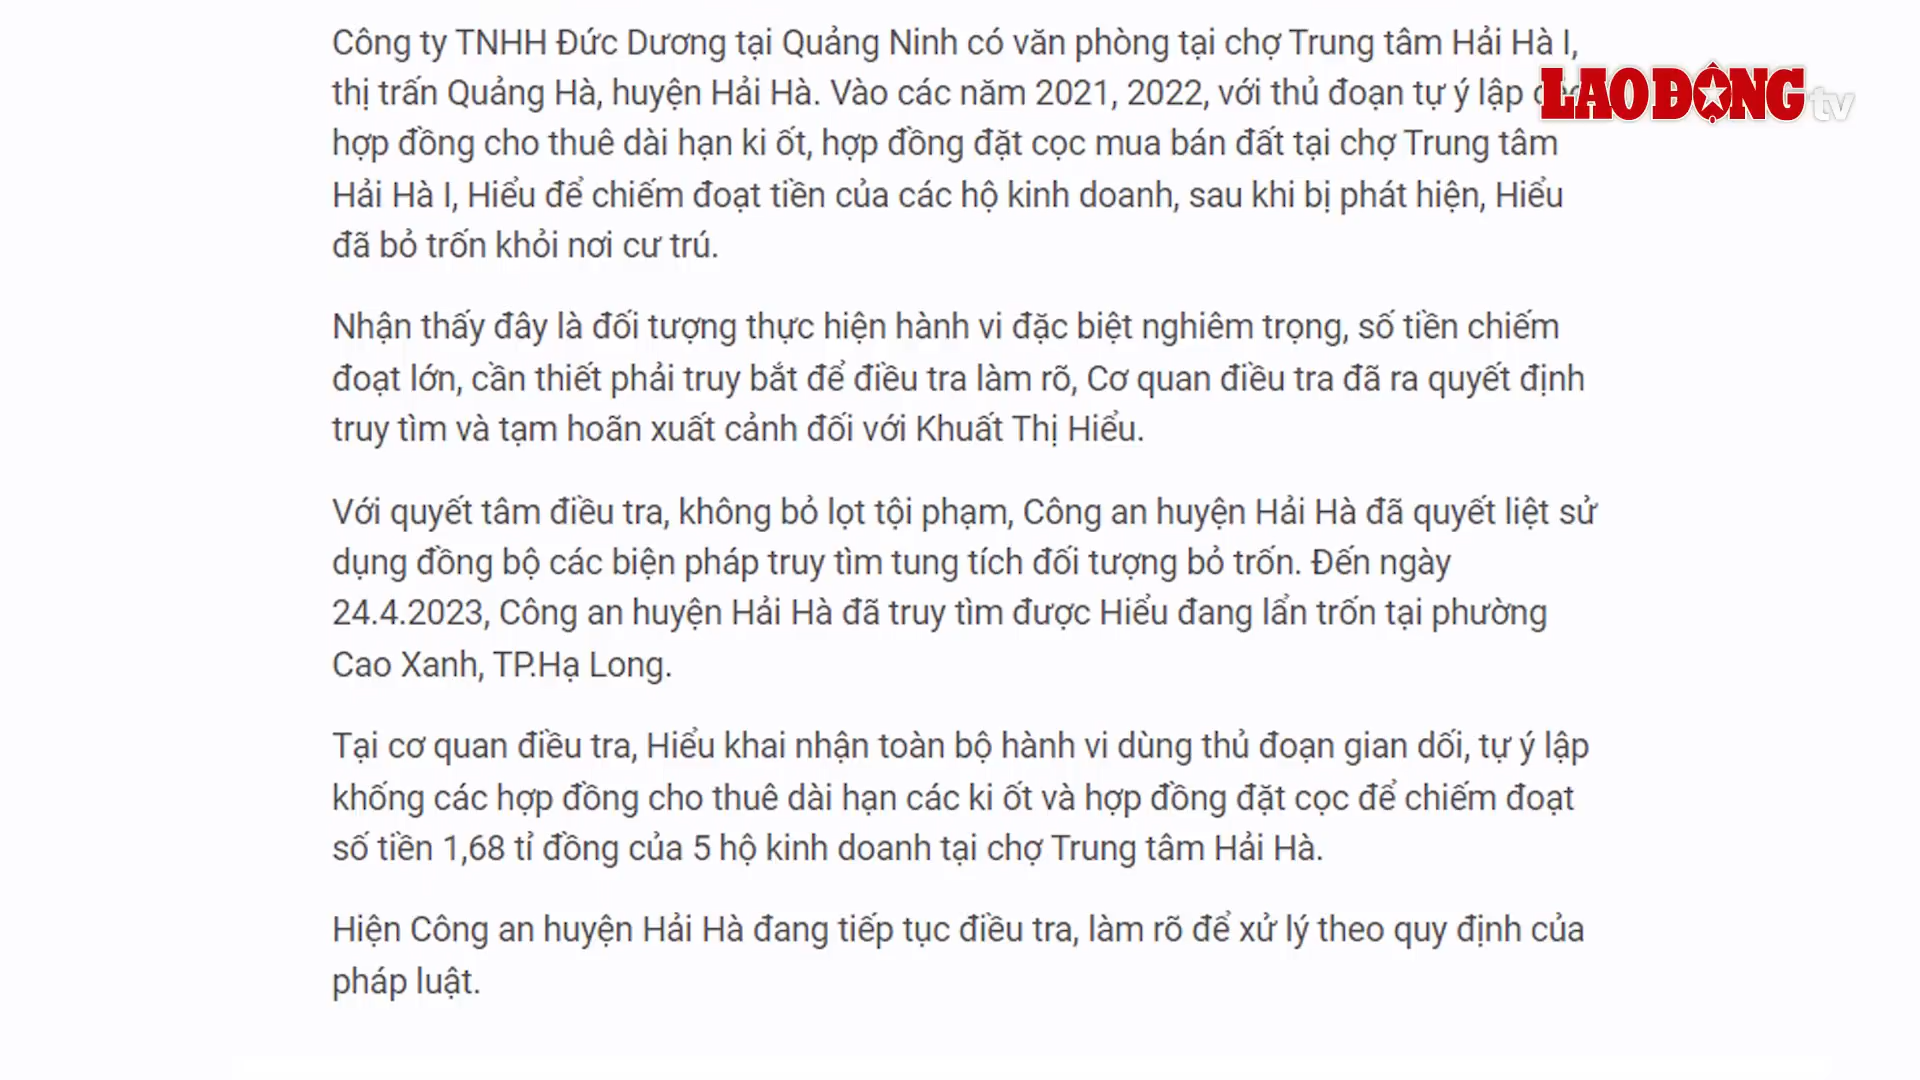 Công ty TNHH Đức Dương tại Quảng Ninh có văn phòng tại chợ Trung tâm Hải Hà I,
thị trấn Quảng Hà, huyện Hải Hà. Vào các năm 2021, 2022, với thủ đoạn tự ý lập
LAO ĐỘNG tv
hợp đồng cho thuê dài hạn ki ốt, hợp đồng đặt cọc mua bán đất tại chợ Trung tâm
Hải Hà I, Hiểu để chiếm đoạt tiền của các hộ kinh doanh, sau khi bị phát hiện, Hiểu
đã bỏ trốn khỏi nơi cư trú.
Nhận thấy đây là đối tượng thực hiện hành vi đặc biệt nghiêm trọng, số tiền chiếm
đoạt lớn, cần thiết phải truy bắt để điều tra làm rõ, Cơ quan điều tra đã ra quyết định
truy tìm và tạm hoãn xuất cảnh đối với Khuất Thị Hiểu.
Với quyết tâm điều tra, không bỏ lọt tội phạm, Công an huyện Hải Hà đã quyết liệt sử
dụng đồng bộ các biện pháp truy tìm tung tích đối tượng bỏ trốn. Đến ngày
24.4.2023, Công an huyện Hải Hà đã truy tìm được Hiểu đang lẩn trốn tại phường
Cao Xanh, TP.Hạ Long.
Tại cơ quan điều tra, Hiểu khai nhận toàn bộ hành vi dùng thủ đoạn gian dối, tự ý lập
khống các hợp đồng cho thuê dài hạn các ki ốt và hợp đồng đặt cọc để chiếm đoạt
số tiền 1,68 tỉ đồng của 5 hộ kinh doanh tại chợ Trung tâm Hải Hà.
Hiện Công an huyện Hải Hà đang tiếp tục điều tra, làm rõ để xử lý theo quy định của
pháp luật.